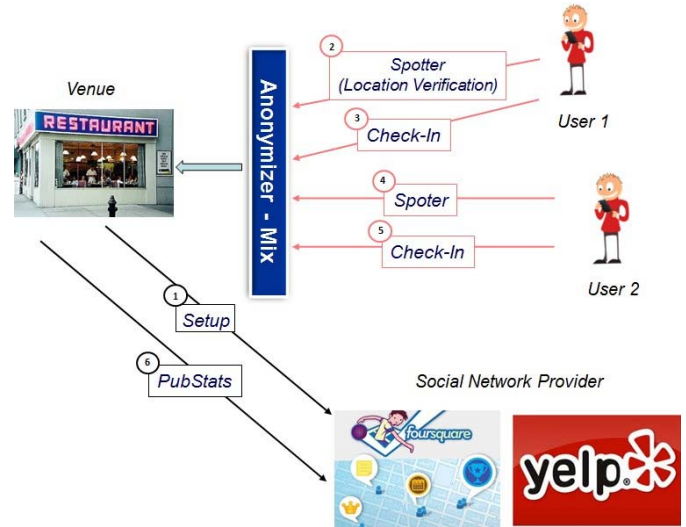 2
Spotter
(Location Verification)
Venue
RESTAURANT
Anonymizer - Mix
3
Check-In
User 1
4
Spoter
5
Check-In
User 2
1
Setup
6
PubStats
Social Network Provider
foursquare
yelp